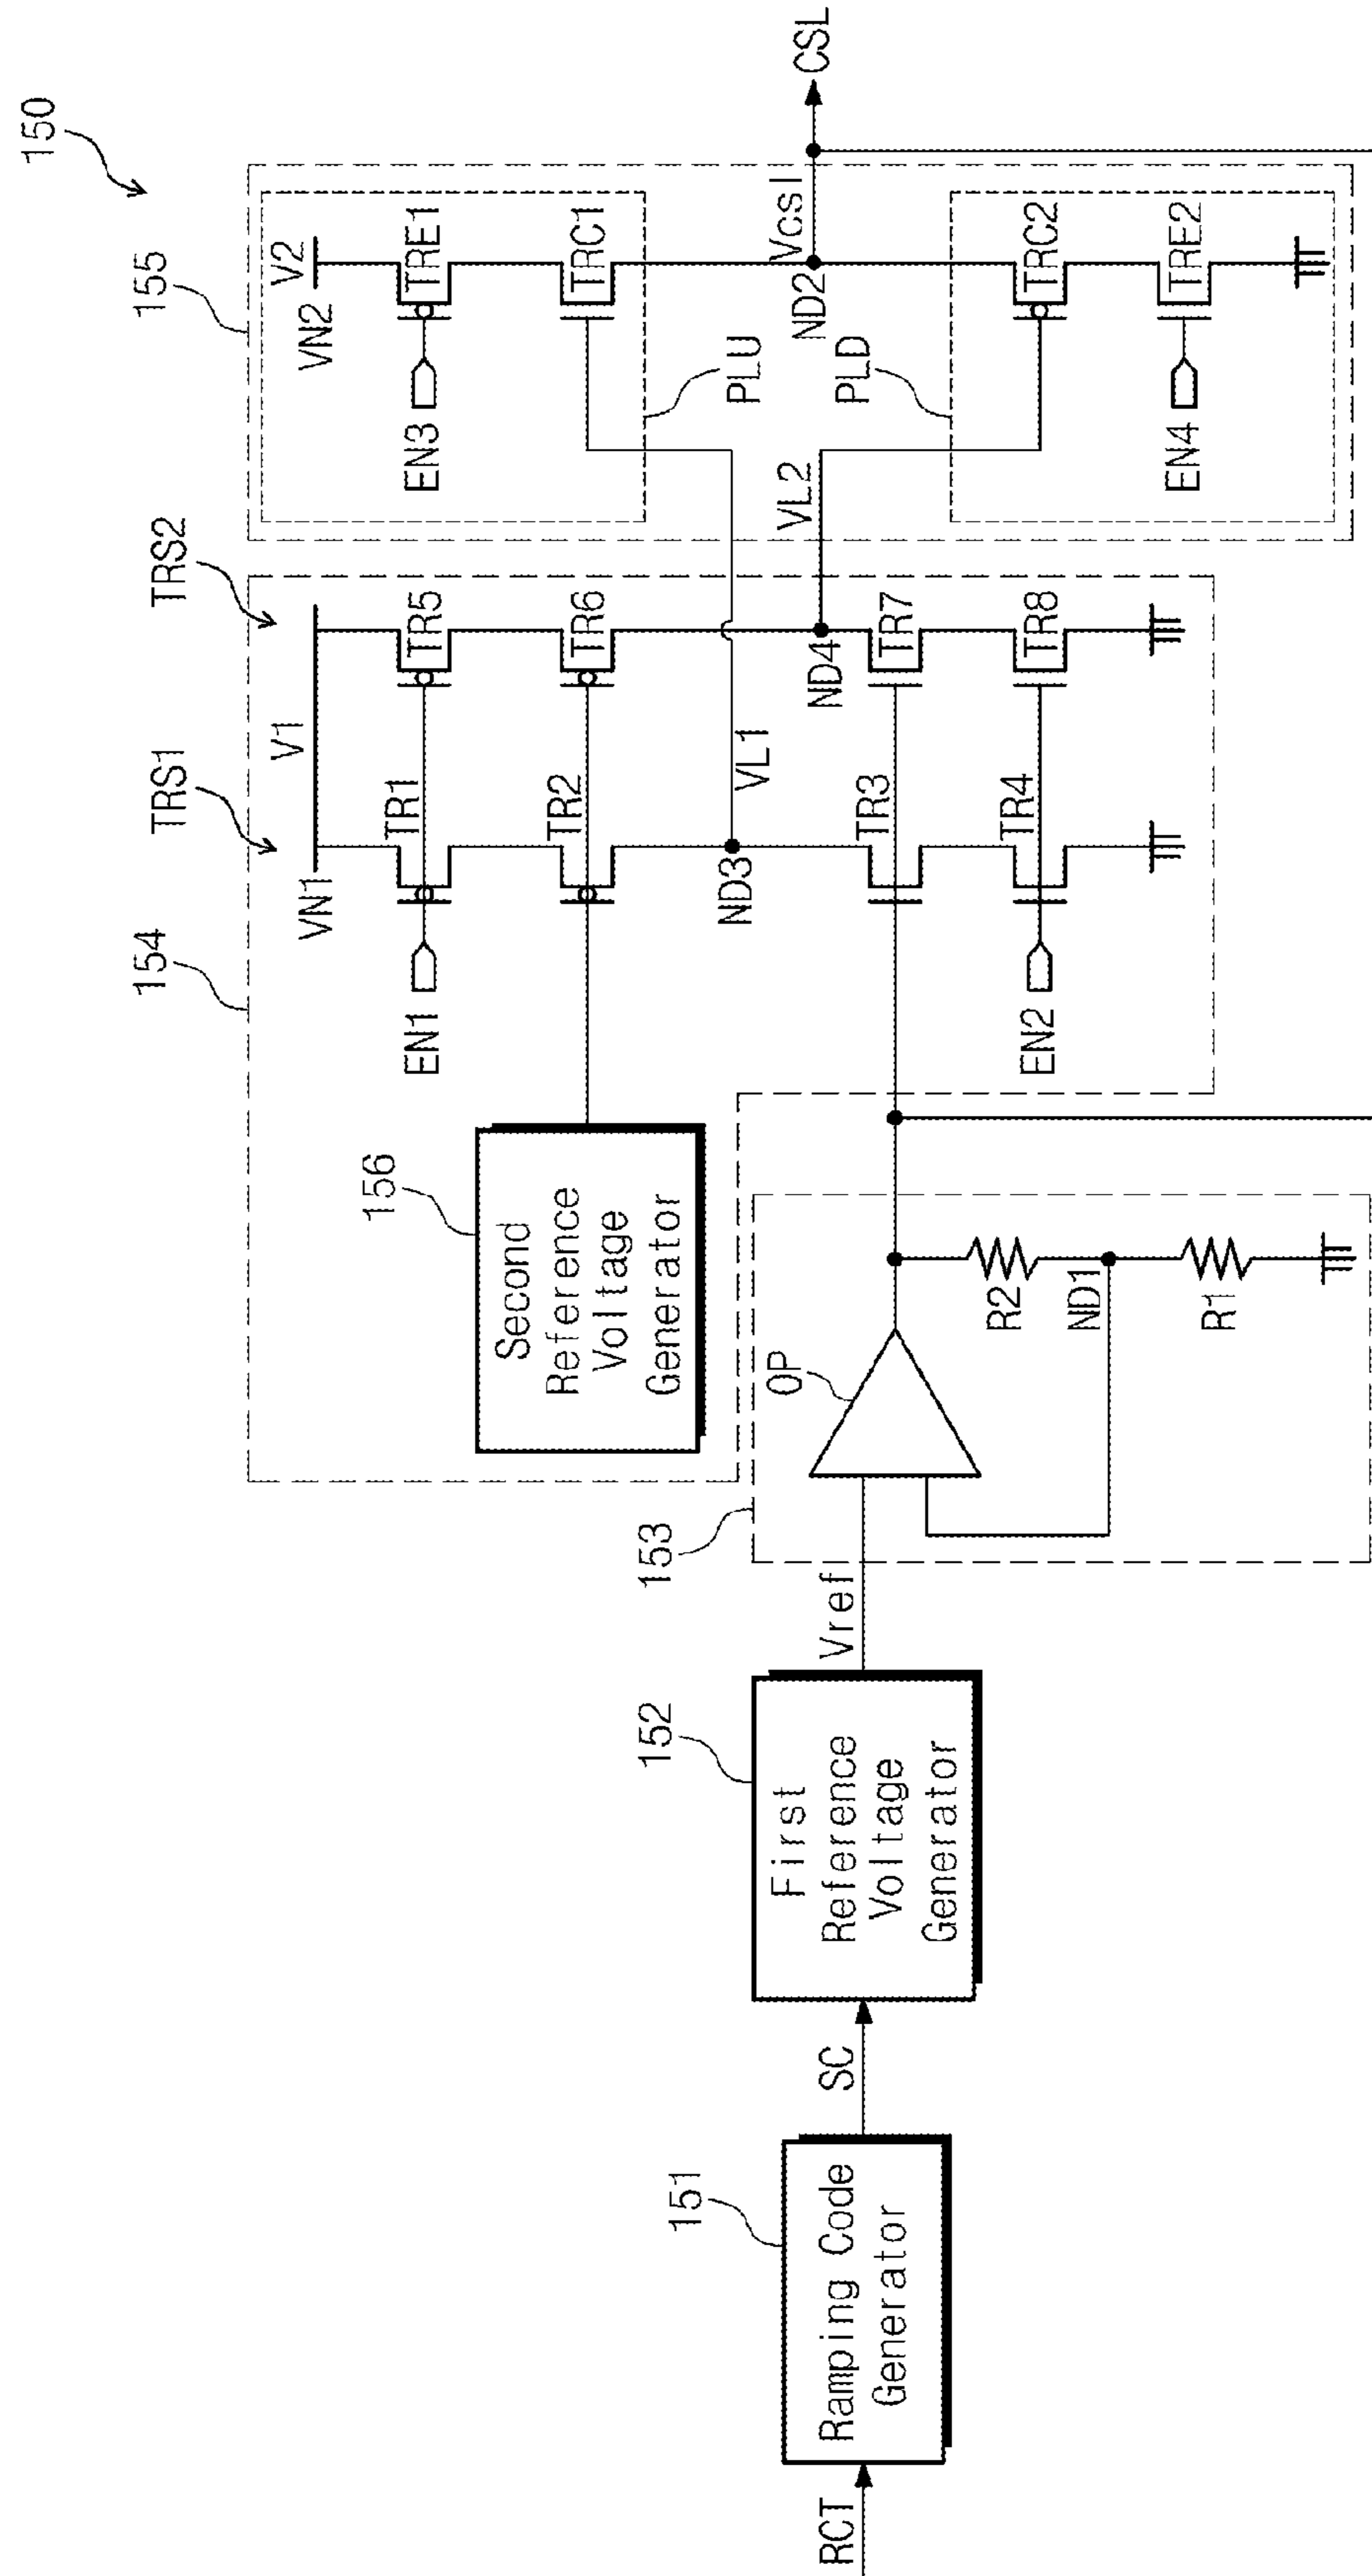 150
155
VN2
V2
EN3
TRE1
TRC1
PLU
Vcsl
CSL
ND2
PLD
VL2
TRC2
EN4
TRE2
154
TRS1
TRS2
VN1
V1
EN1
TR1
TR5
TR2
TR6
VL1
ND3
ND4
TR3
TR7
EN2
TR4
TR8
156
Second
Reference
Voltage
Generator
153
OP
R2
ND1
R1
Vref
152
First
Reference
Voltage
Generator
SC
151
Ramping Code
Generator
RCT